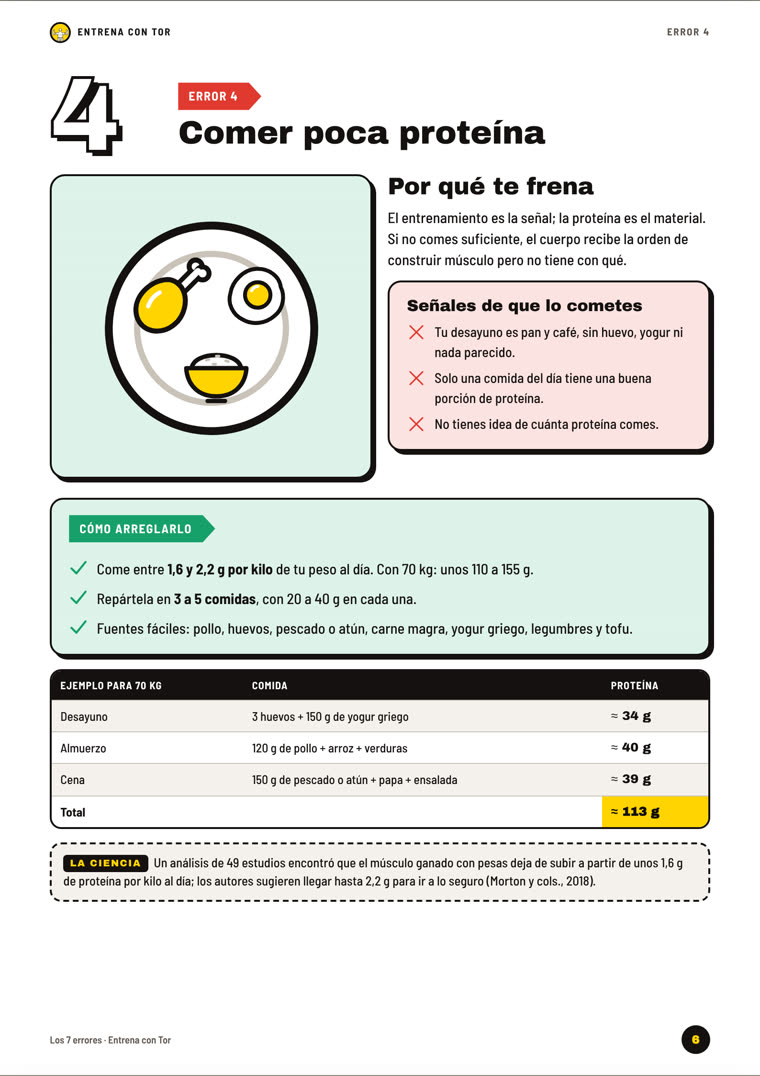 ENTRENA CON TOR
ERROR 4
4
ERROR 4
Comer poca proteína
Por qué te frena
El entrenamiento es la señal; la proteína es el material.
Si no comes suficiente, el cuerpo recibe la orden de
construir músculo pero no tiene con qué.
Señales de que lo cometes
Tu desayuno es pan y café, sin huevo, yogur ni
nada parecido.
Solo una comida del día tiene una buena
porción de proteína.
No tienes idea de cuánta proteína comes.
CÓMO ARREGLARLO
Come entre 1,6 y 2,2 g por kilo de tu peso al día. Con 70 kg: unos 110 a 155 g.
Repártela en 3 a 5 comidas, con 20 a 40 g en cada una.
Fuentes fáciles: pollo, huevos, pescado o atún, carne magra, yogur griego, legumbres y tofu.
EJEMPLO PARA 70 KG COMIDA PROTEÍNA
Desayuno 3 huevos + 150 g de yogur griego ≈ 34 g
Almuerzo 120 g de pollo + arroz + verduras ≈ 40 g
Cena 150 g de pescado o atún + papa + ensalada ≈ 39 g
Total ≈ 113 g
LA CIENCIA Un análisis de 49 estudios encontró que el músculo ganado con pesas deja de subir a partir de unos 1,6 g
de proteína por kilo al día; los autores sugieren llegar hasta 2,2 g para ir a lo seguro (Morton y cols., 2018).
Los 7 errores · Entrena con Tor
6